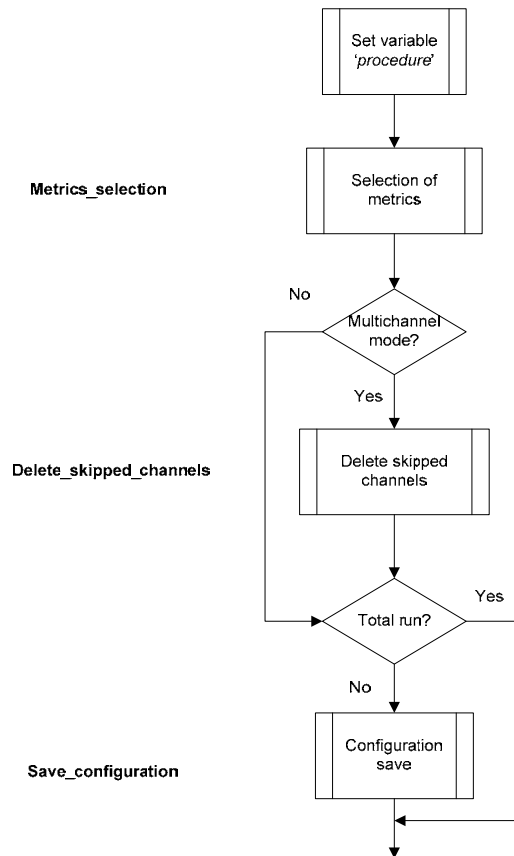 Set variable
'procedure'
Metrics_selection
Selection of
metrics
No
Multichannel
mode?
Yes
Delete_skipped_channels
Delete skipped
channels
Yes
Total run?
No
Save_configuration
Configuration
save